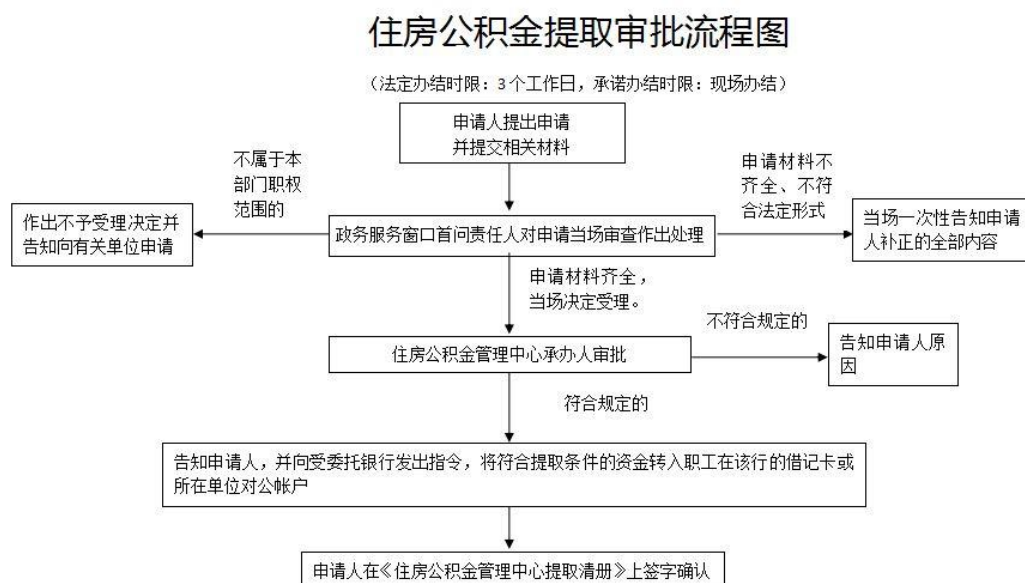 住房公积金提取审批流程图
（法定办结时限：3个工作日，承诺办结时限：现场办结）
申请人提出申请
并提交相关材料
不属于本
部门职权
范围的
申请材料不
齐全、不符
合法定形式
作出不予受理决定并
告知向有关单位申请
政务服务窗口首问责任人对申请当场审查作出处理
当场一次性告知申请
人补正的全部内容
申请材料齐全，
当场决定受理。
不符合规定的
住房公积金管理中心承办人审批
告知申请人原
因
符合规定的
告知申请人，并向受委托银行发出指令，将符合提取条件的资金转入职工在该行的借记卡或
所在单位对公帐户
申请人在《住房公积金管理中心提取清册》上签字确认